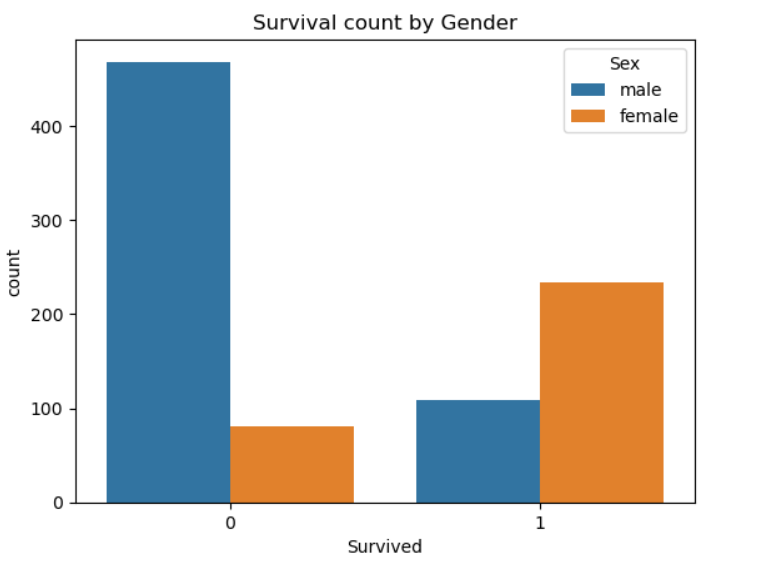 Survival count by Gender
Sex
male
female
400
300
200
100
0
count
0 1
Survived